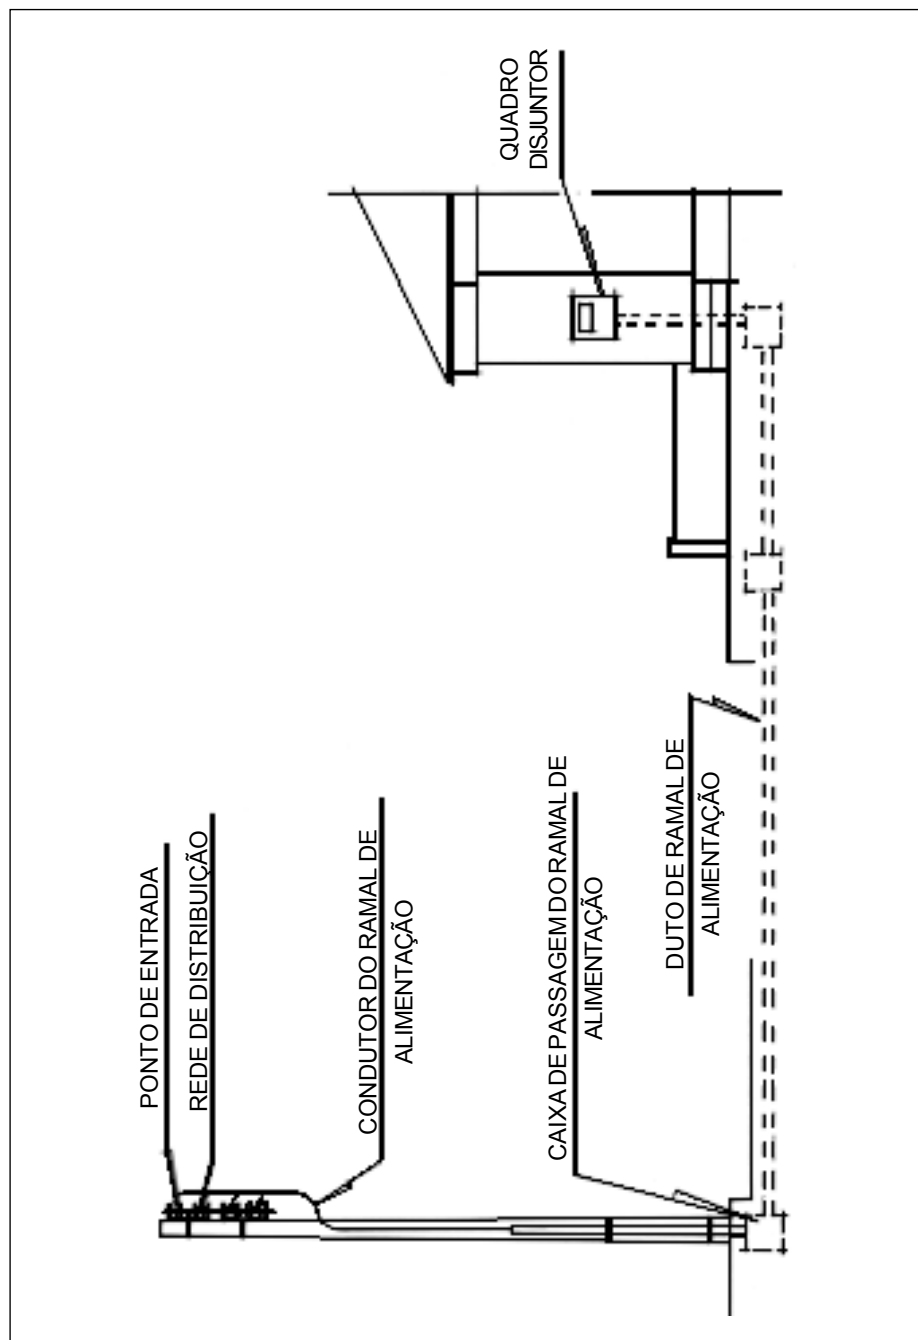 PONTO DE ENTRADA
REDE DE DISTRIBUIÇÃO
CONDUTOR DO RAMAL DE
ALIMENTAÇÃO
CAIXA DE PASSAGEM DO RAMAL DE
ALIMENTAÇÃO
DUTO DE RAMAL DE
ALIMENTAÇÃO
QUADRO
DISJUNTOR